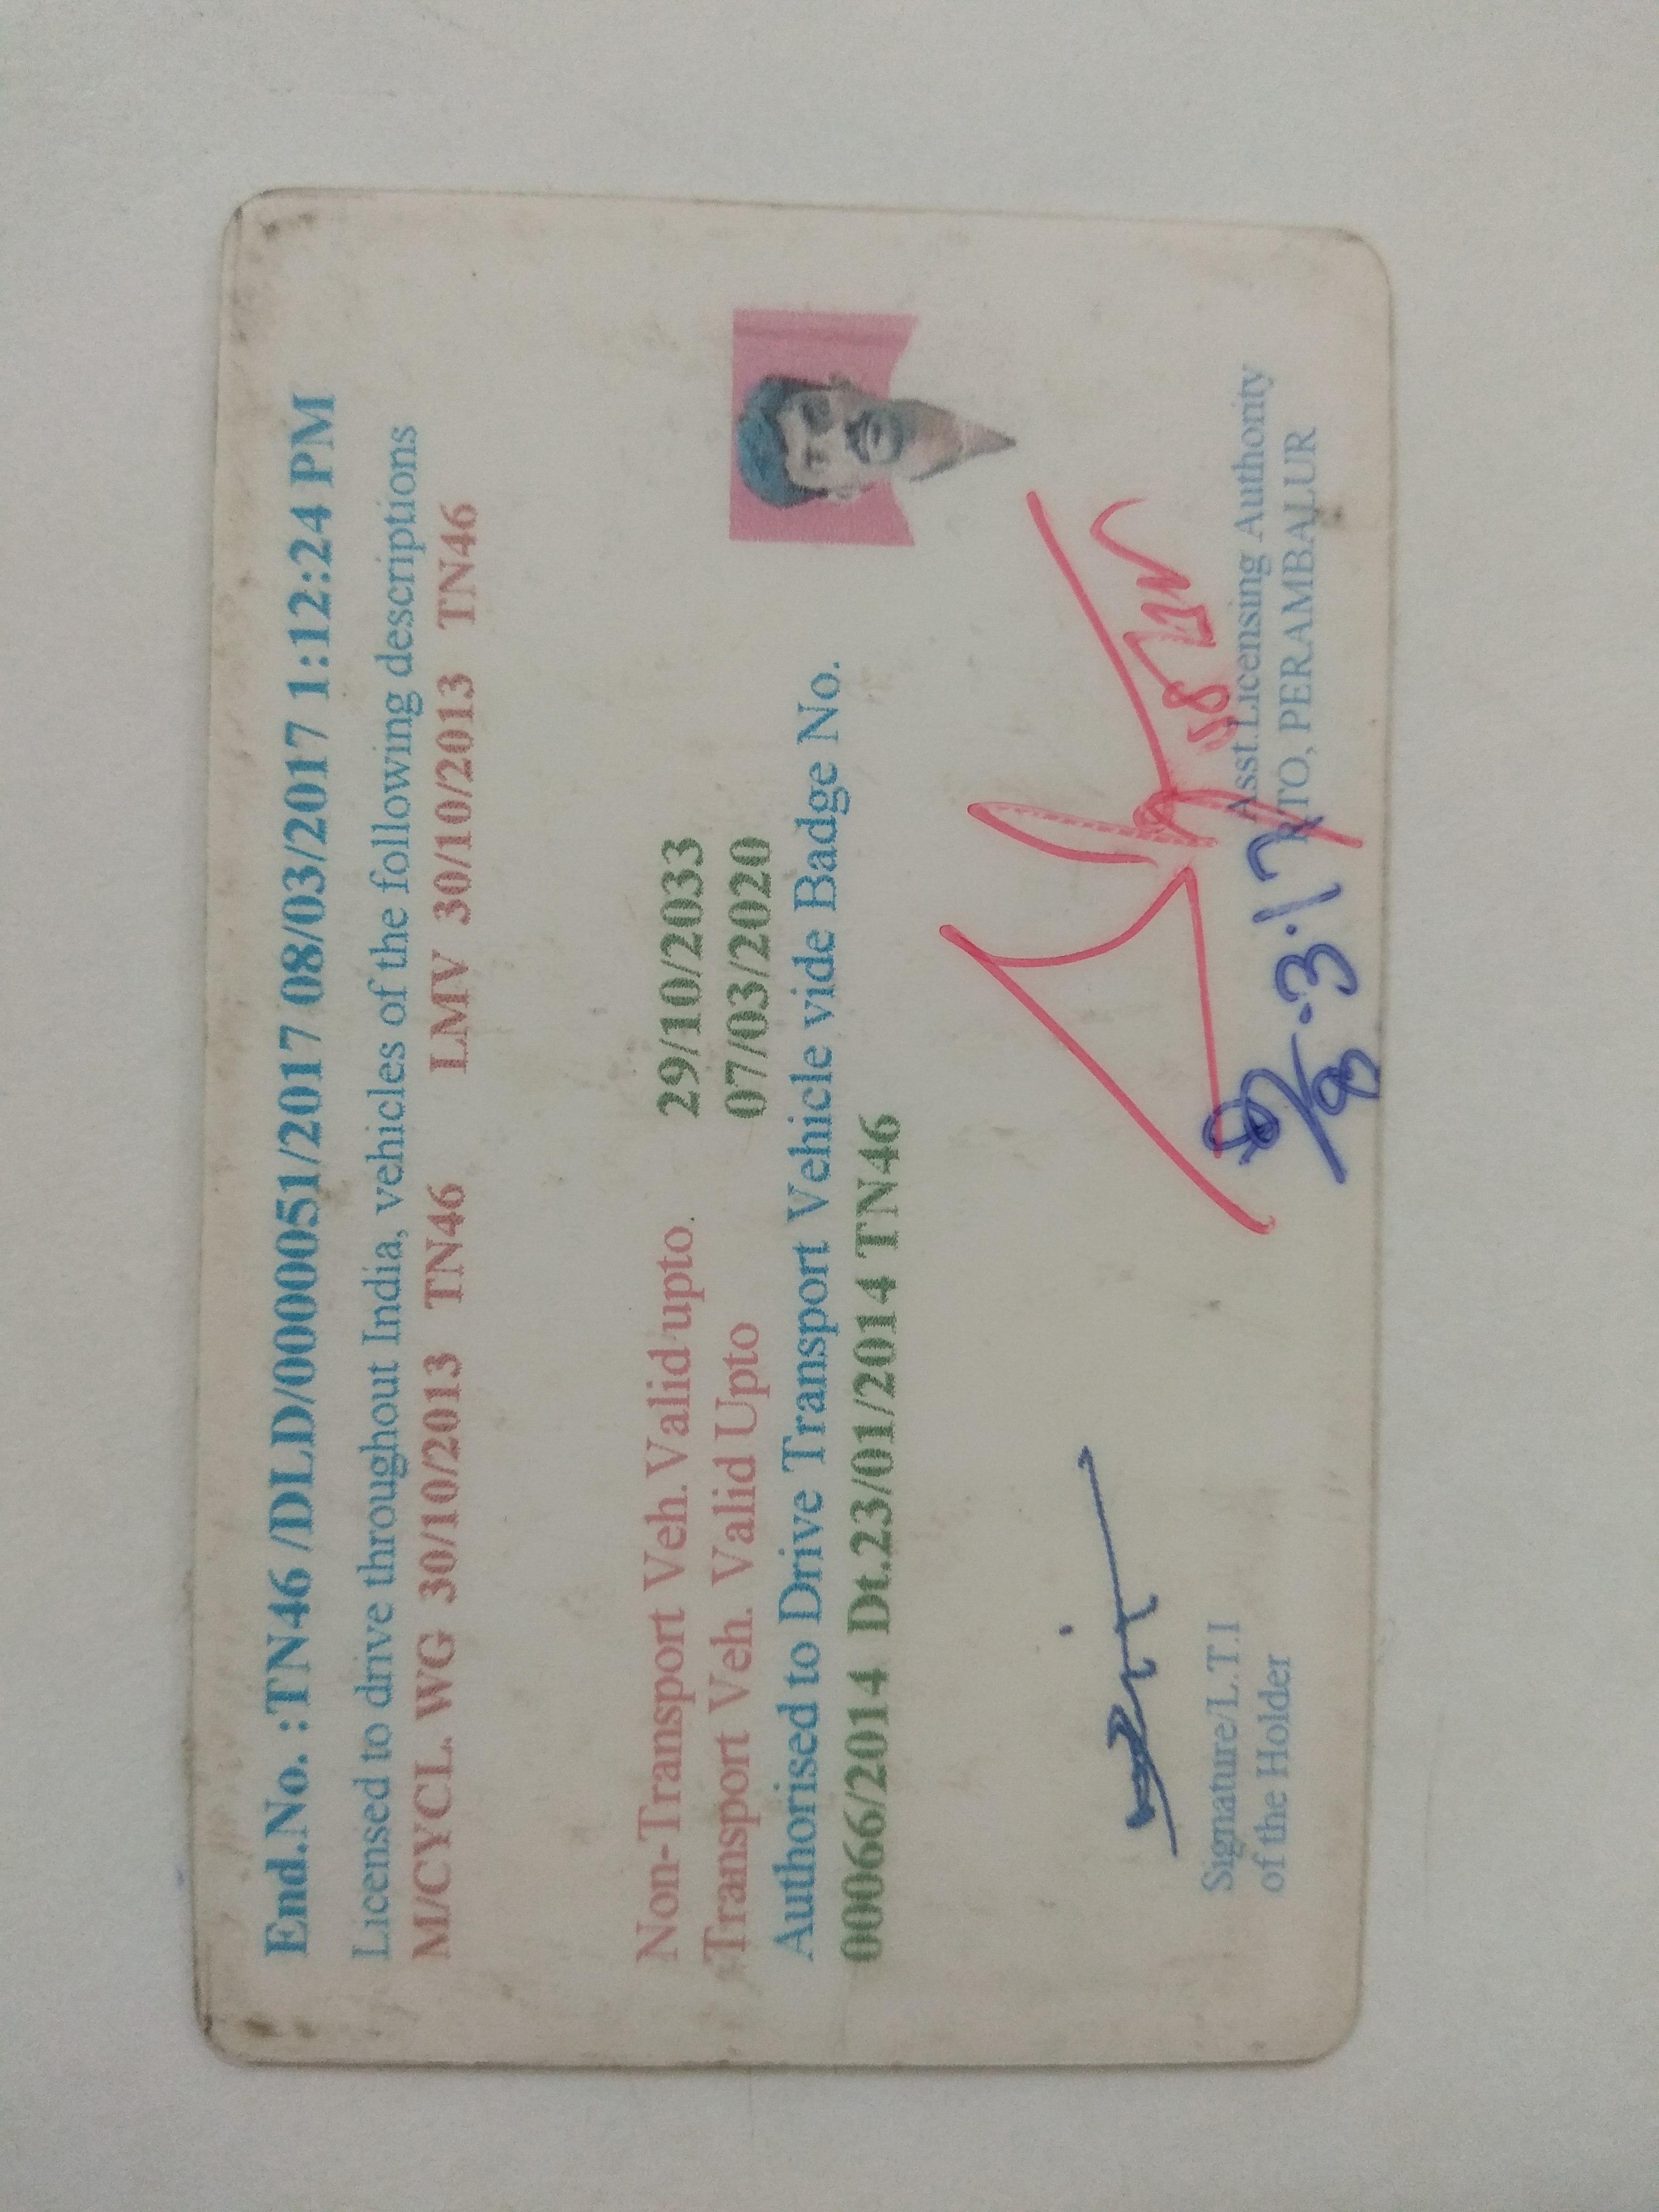 End.No. :TN46 /DLD/0000051/2017 08/03/2017 1:12:24 PM
Licensed to drive throughout India, vehicles of the following descriptions
M/CYCL. WG 30/10/2013 TN46 LMV 30/10/2013 TN46
Non-Transport Veh. Valid upto. 29/10/2033
Transport Veh. Valid Upto 07/03/2020
Authorised to Drive Transport Vehicle vide Badge No.
00066/2014 Dt.23/01/2014 TN46
8.3.17
Signature/L.T.I
of the Holder
Asst.Licensing Authority
RTO, PERAMBALUR